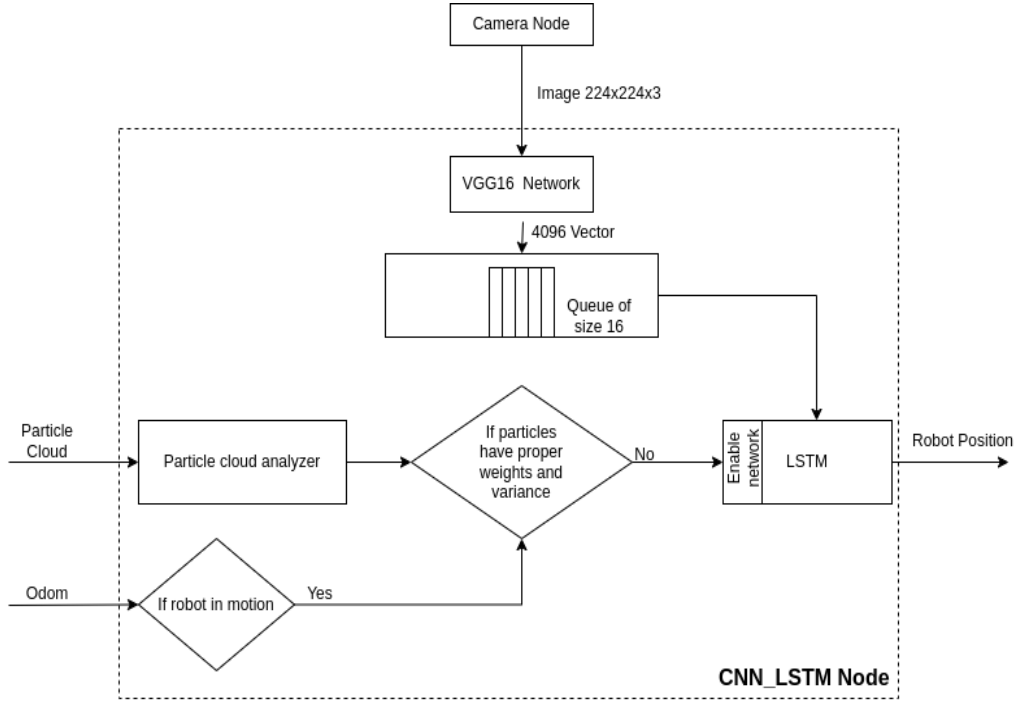 Camera Node
Image 224x224x3
VGG16 Network
4096 Vector
Queue of
size 16
Particle
Cloud
Particle cloud analyzer
If particles
have proper
weights and
variance
No
Enable
network
LSTM
Robot Position
Odom
If robot in motion
Yes
CNN_LSTM Node